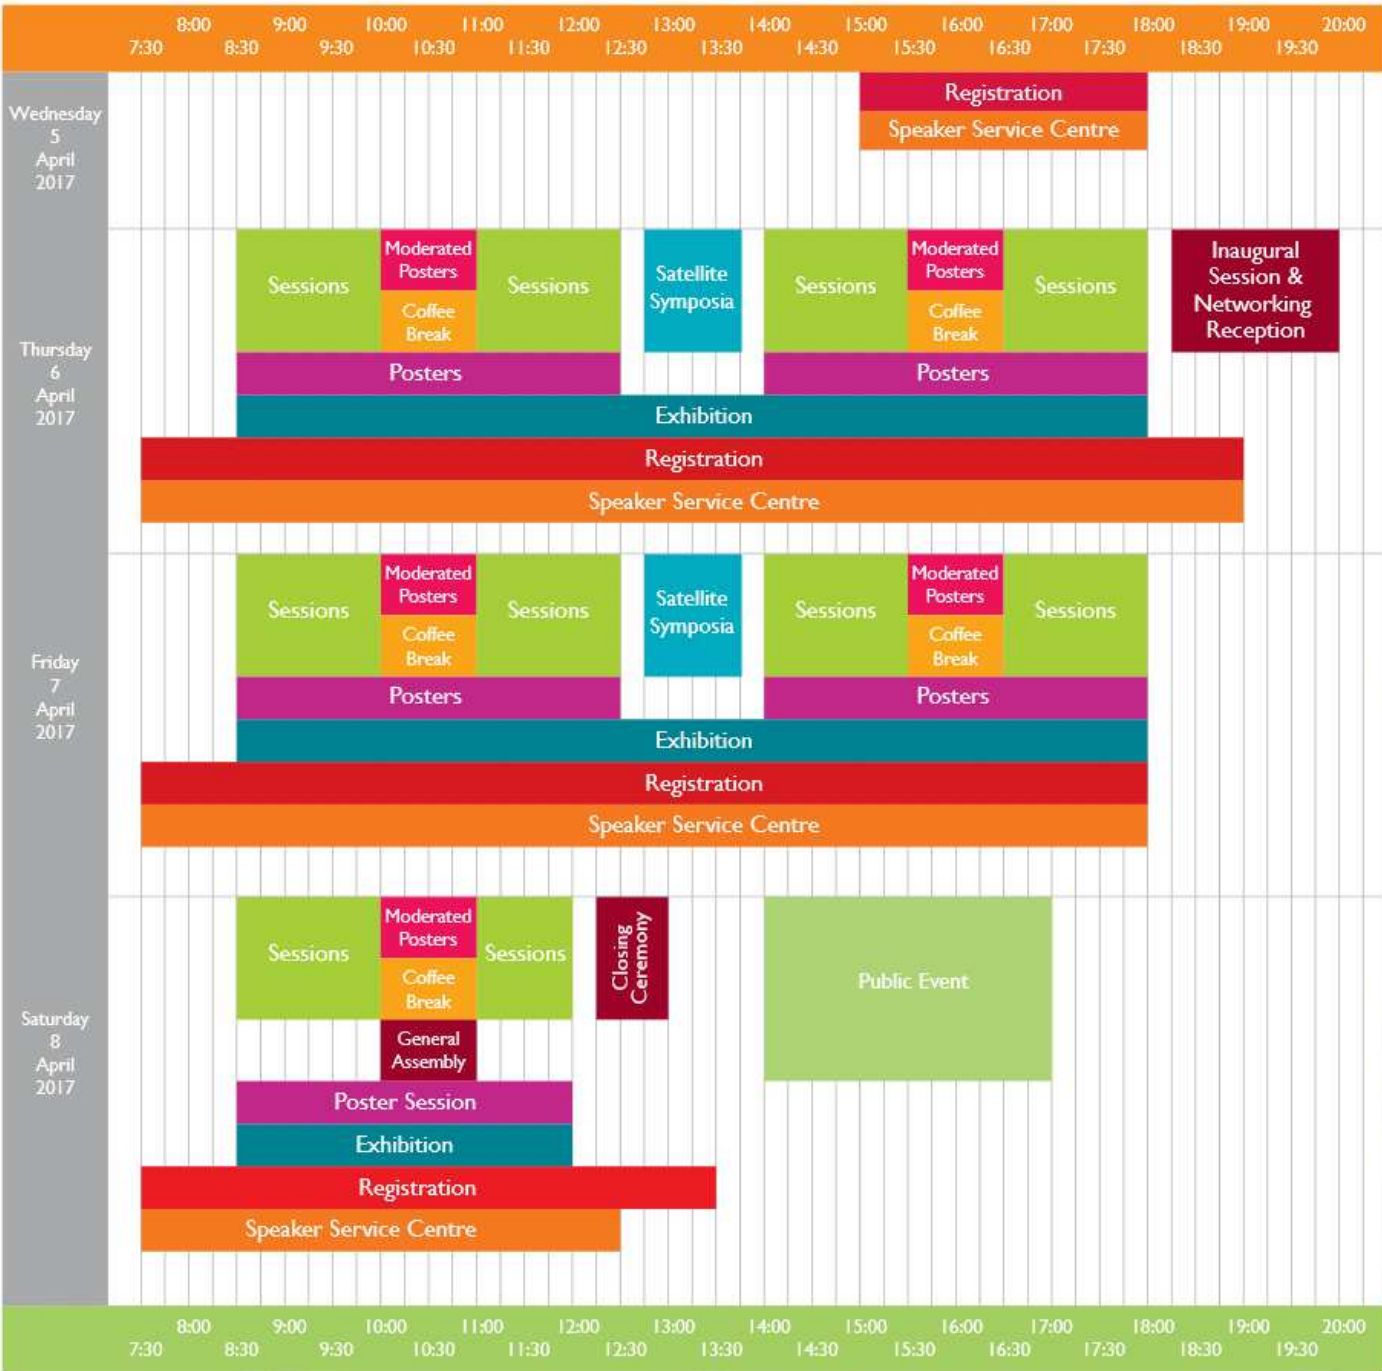 8:00 9:00 10:00 11:00 12:00 13:00 14:00 15:00 16:00 17:00 18:00 19:00 20:00
7:30 8:30 9:30 10:30 11:30 12:30 13:30 14:30 15:30 16:30 17:30 18:30 19:30
Wednesday
5
April
2017
Registration
Speaker Service Centre
Thursday
6
April
2017
Sessions
Moderated
Posters
Coffee
Break
Sessions
Satellite
Symposia
Sessions
Moderated
Posters
Coffee
Break
Sessions
Inaugural
Session &
Networking
Reception
Posters
Posters
Exhibition
Registration
Speaker Service Centre
Friday
7
April
2017
Sessions
Moderated
Posters
Coffee
Break
Sessions
Satellite
Symposia
Sessions
Moderated
Posters
Coffee
Break
Sessions
Posters
Posters
Exhibition
Registration
Speaker Service Centre
Saturday
8
April
2017
Sessions
Moderated
Posters
Coffee
Break
Sessions
Closing
Ceremony
Public Event
General
Assembly
Poster Session
Exhibition
Registration
Speaker Service Centre
8:00 9:00 10:00 11:00 12:00 13:00 14:00 15:00 16:00 17:00 18:00 19:00 20:00
7:30 8:30 9:30 10:30 11:30 12:30 13:30 14:30 15:30 16:30 17:30 18:30 19:30